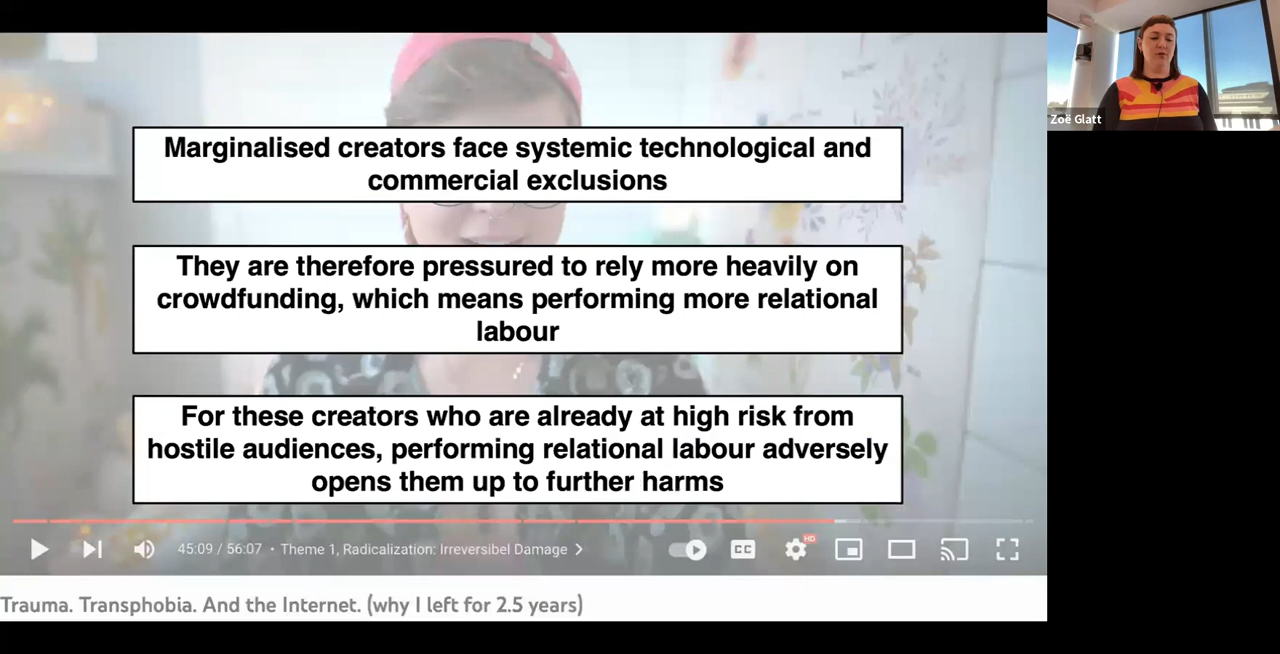 Marginalised creators face systemic technological and
commercial exclusions
They are therefore pressured to rely more heavily on
crowdfunding, which means performing more relational
labour
For these creators who are already at high risk from
hostile audiences, performing relational labour adversely
opens them up to further harms
45:09 / 56:07 • Theme 1, Radicalization: Irreversibel Damage
CC
HD
Trauma. Transphobia. And the Internet. (why I left for 2.5 years)
Zoë Glatt